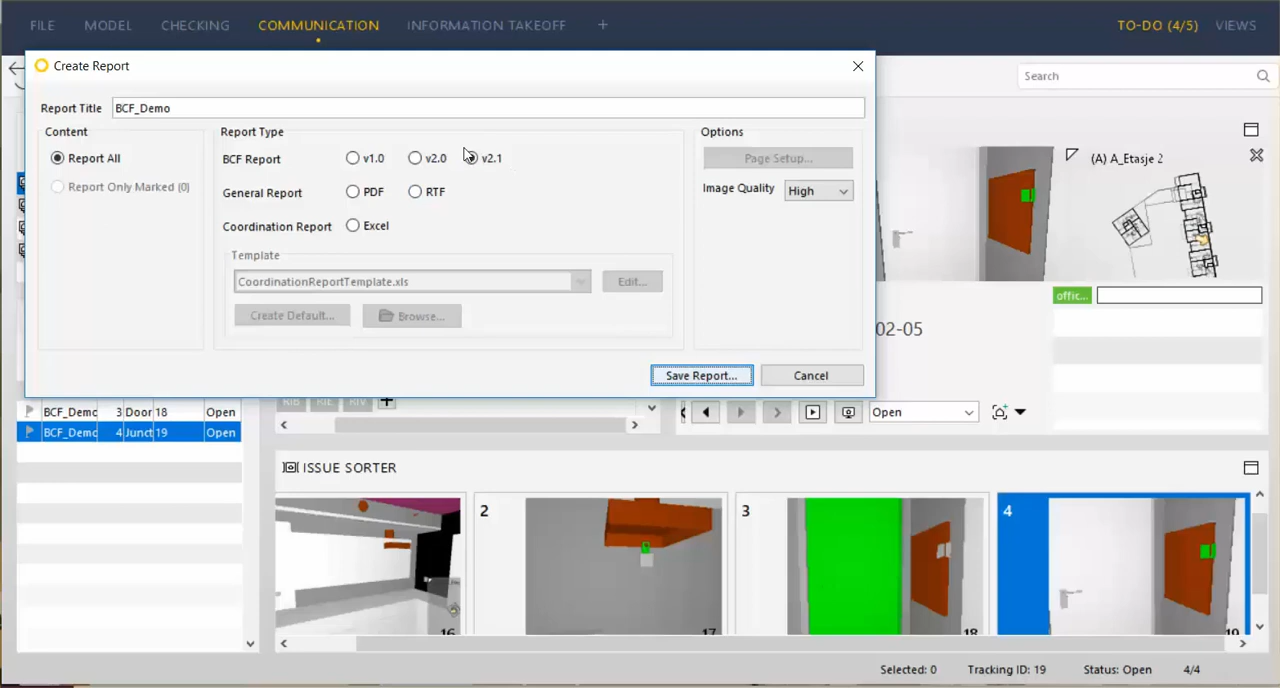 FILE MODEL CHECKING COMMUNICATION INFORMATION TAKEOFF + TO-DO (4/5) VIEWS
Create Report
Search
Report Title BCF_Demo
Content
Report All
Report Only Marked (0)
Report Type
BCF Report v1.0 v2.0 v2.1
General Report PDF RTF
Coordination Report Excel
Template
CoordinationReportTemplate.xls Edit...
Create Default... Browse...
Options
Page Setup...
Image Quality High
Save Report... Cancel
(A) A_Etasje 2
offic...
02-05
RIB RIE RIV
Open
BCF_Demo 3 Door 18 Open
BCF_Demo 4 Junct 19 Open
ISSUE SORTER
16
2
17
3
18
4
19
Selected: 0 Tracking ID: 19 Status: Open 4/4